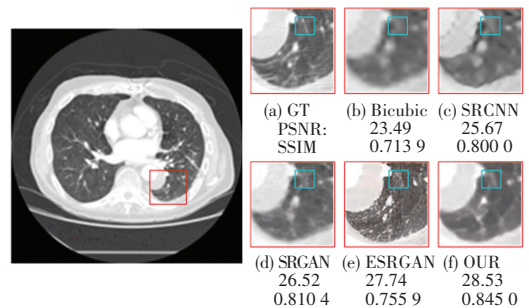 (a) GT (b) Bicubic (c) SRCNN
PSNR: 23.49 25.67
SSIM 0.713 9 0.800 0
(d) SRGAN (e) ESRGAN (f) OUR
26.52 27.74 28.53
0.810 4 0.755 9 0.845 0